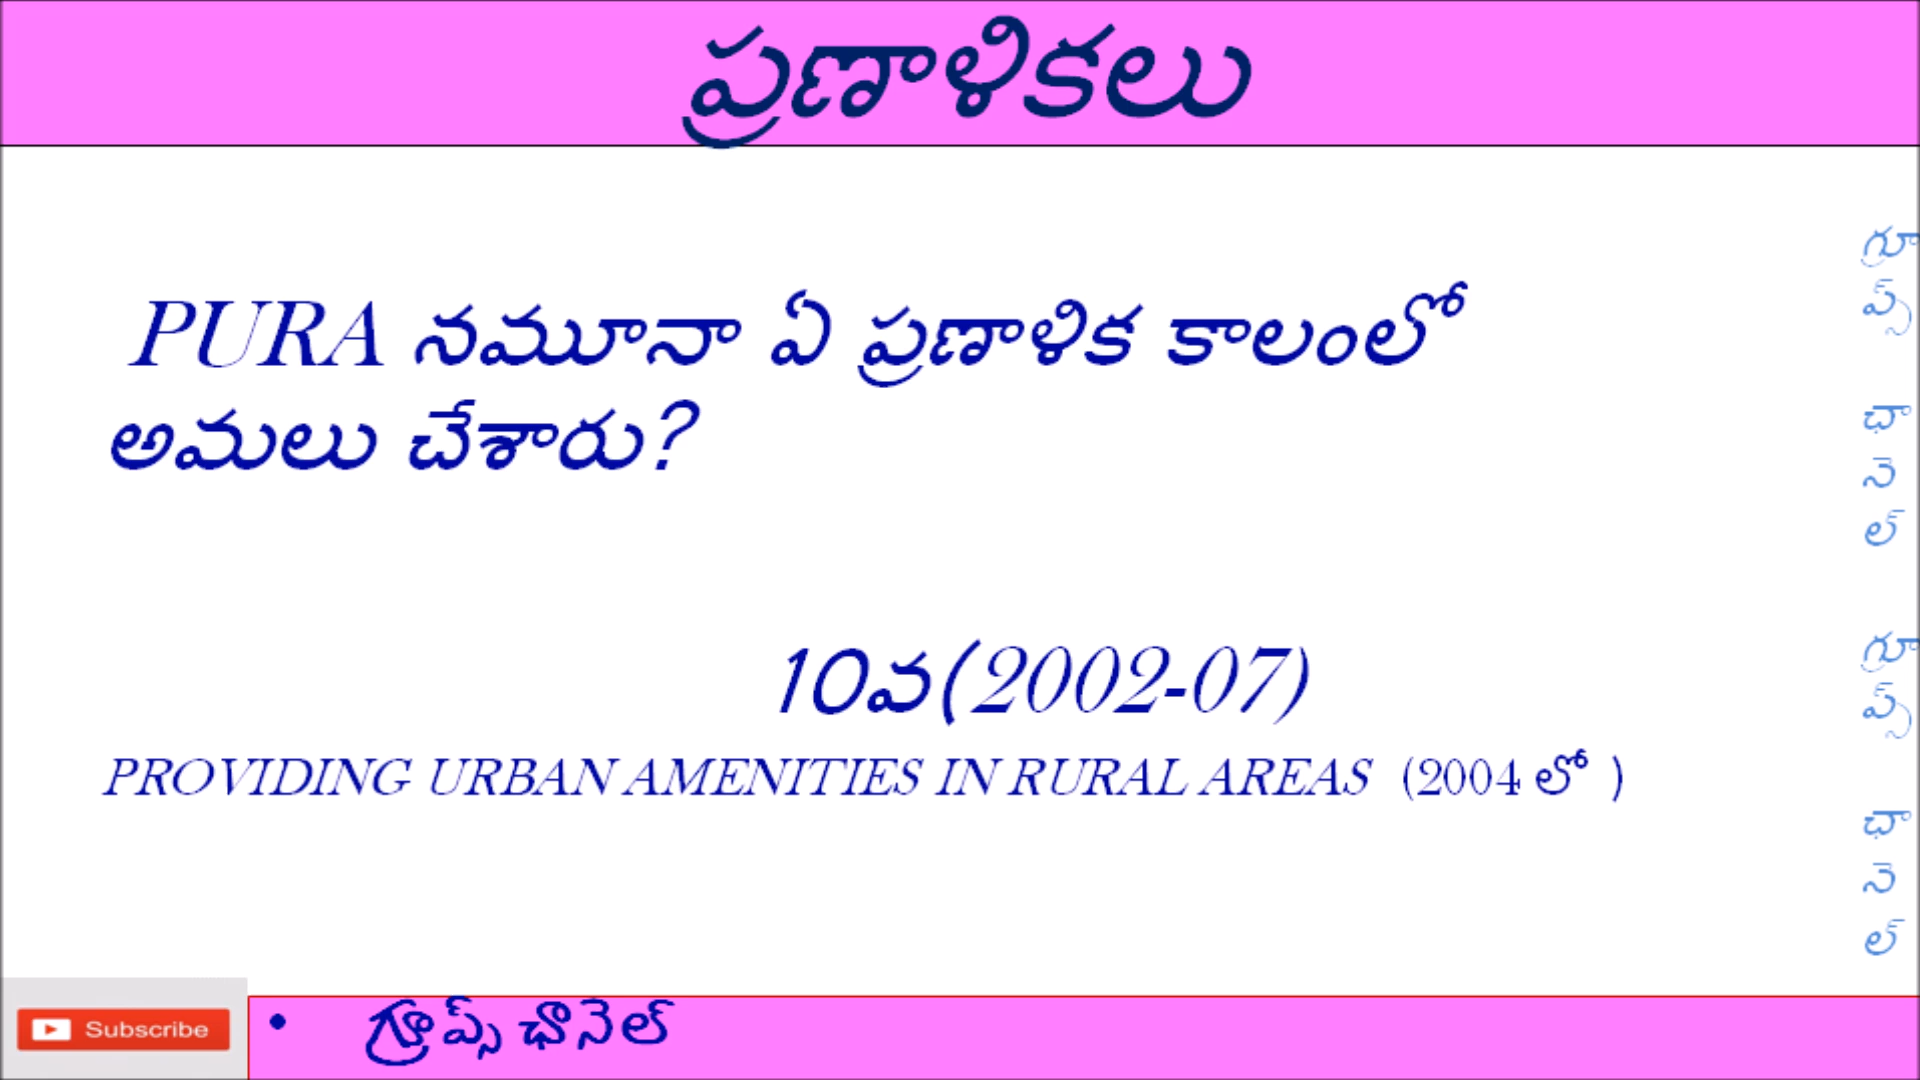 ప్రణాళికలు
PURA నమూనా ఏ ప్రణాళిక కాలంలో
అమలు చేశారు?
10వ(2002-07)
PROVIDING URBAN AMENITIES IN RURAL AREAS (2004 లో )
గ్రూప్స్ ఛానెల్ గ్రూప్స్ ఛానెల్
Subscribe
• గ్రూప్స్ ఛానెల్